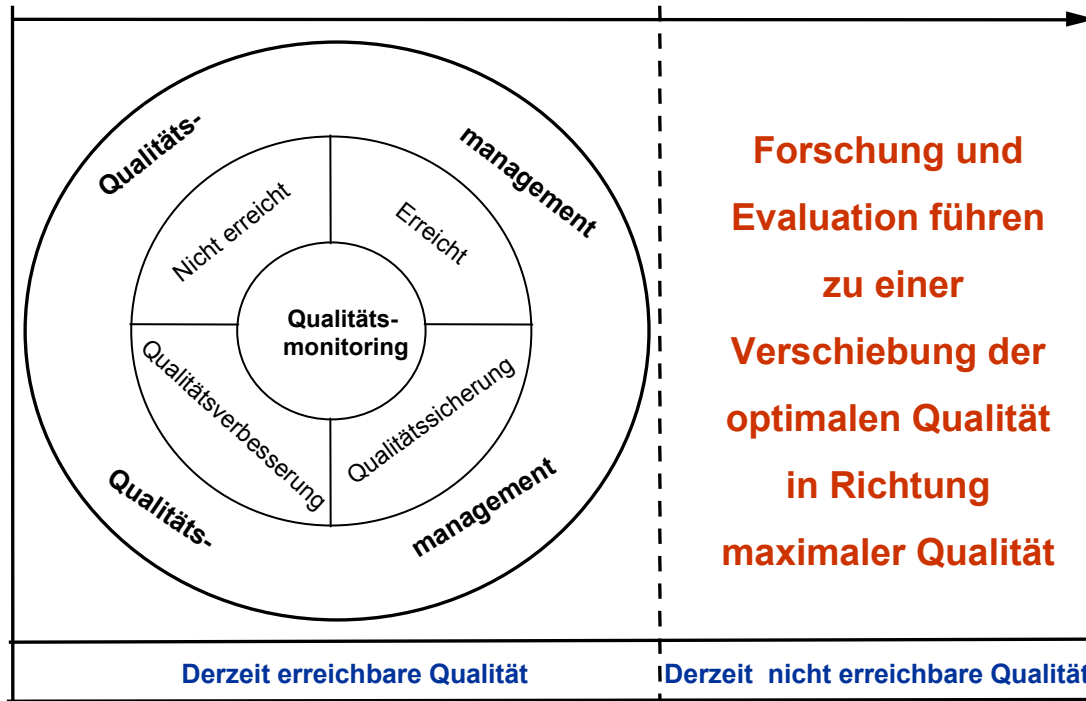 Qualitäts-
management
Nicht erreicht
Erreicht
Qualitäts-
monitoring
Qualitätsverbesserung
Qualitätssicherung
Qualitäts-
management
Forschung und
Evaluation führen
zu einer
Verschiebung der
optimalen Qualität
in Richtung
maximaler Qualität
Derzeit erreichbare Qualität
Derzeit nicht erreichbare Qualität